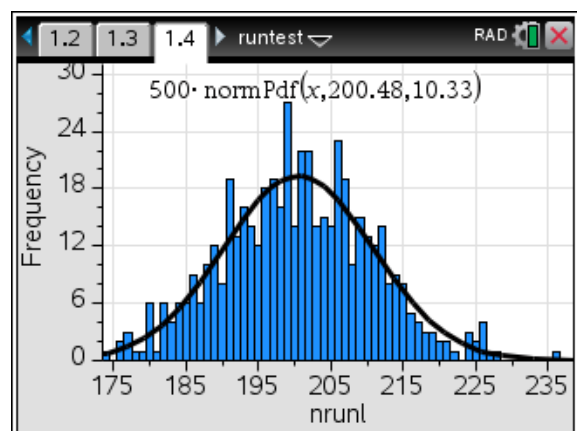 1.2 1.3 1.4 runtest RAD
500· normPdf(x,200.48,10.33)
Frequency
30
24
18
12
6
0
175 185 195 205 215 225 235
nrunl